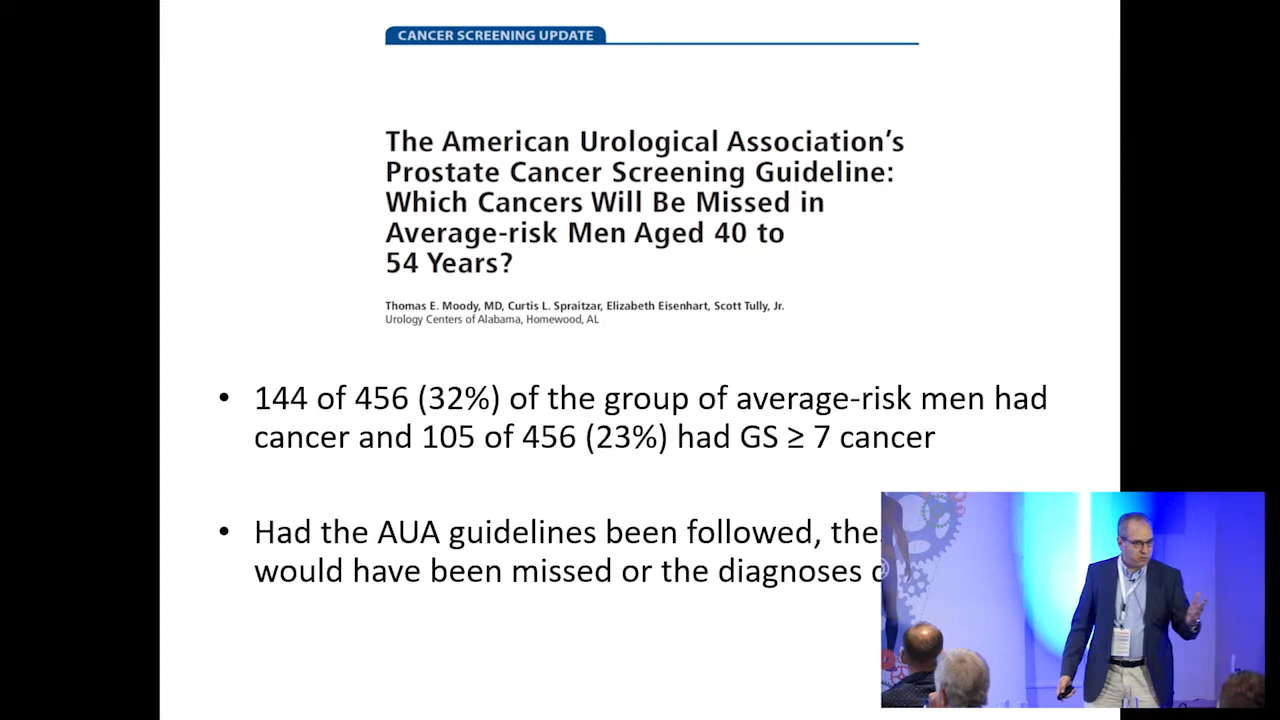 CANCER SCREENING UPDATE
The American Urological Association's
Prostate Cancer Screening Guideline:
Which Cancers Will Be Missed in
Average-risk Men Aged 40 to
54 Years?
Thomas E. Moody, MD, Curtis L. Spraitzar, Elizabeth Eisenhart, Scott Tully, Jr.
Urology Centers of Alabama, Homewood, AL
• 144 of 456 (32%) of the group of average-risk men had
cancer and 105 of 456 (23%) had GS ≥ 7 cancer
• Had the AUA guidelines been followed,
would have been missed or the diagnoses